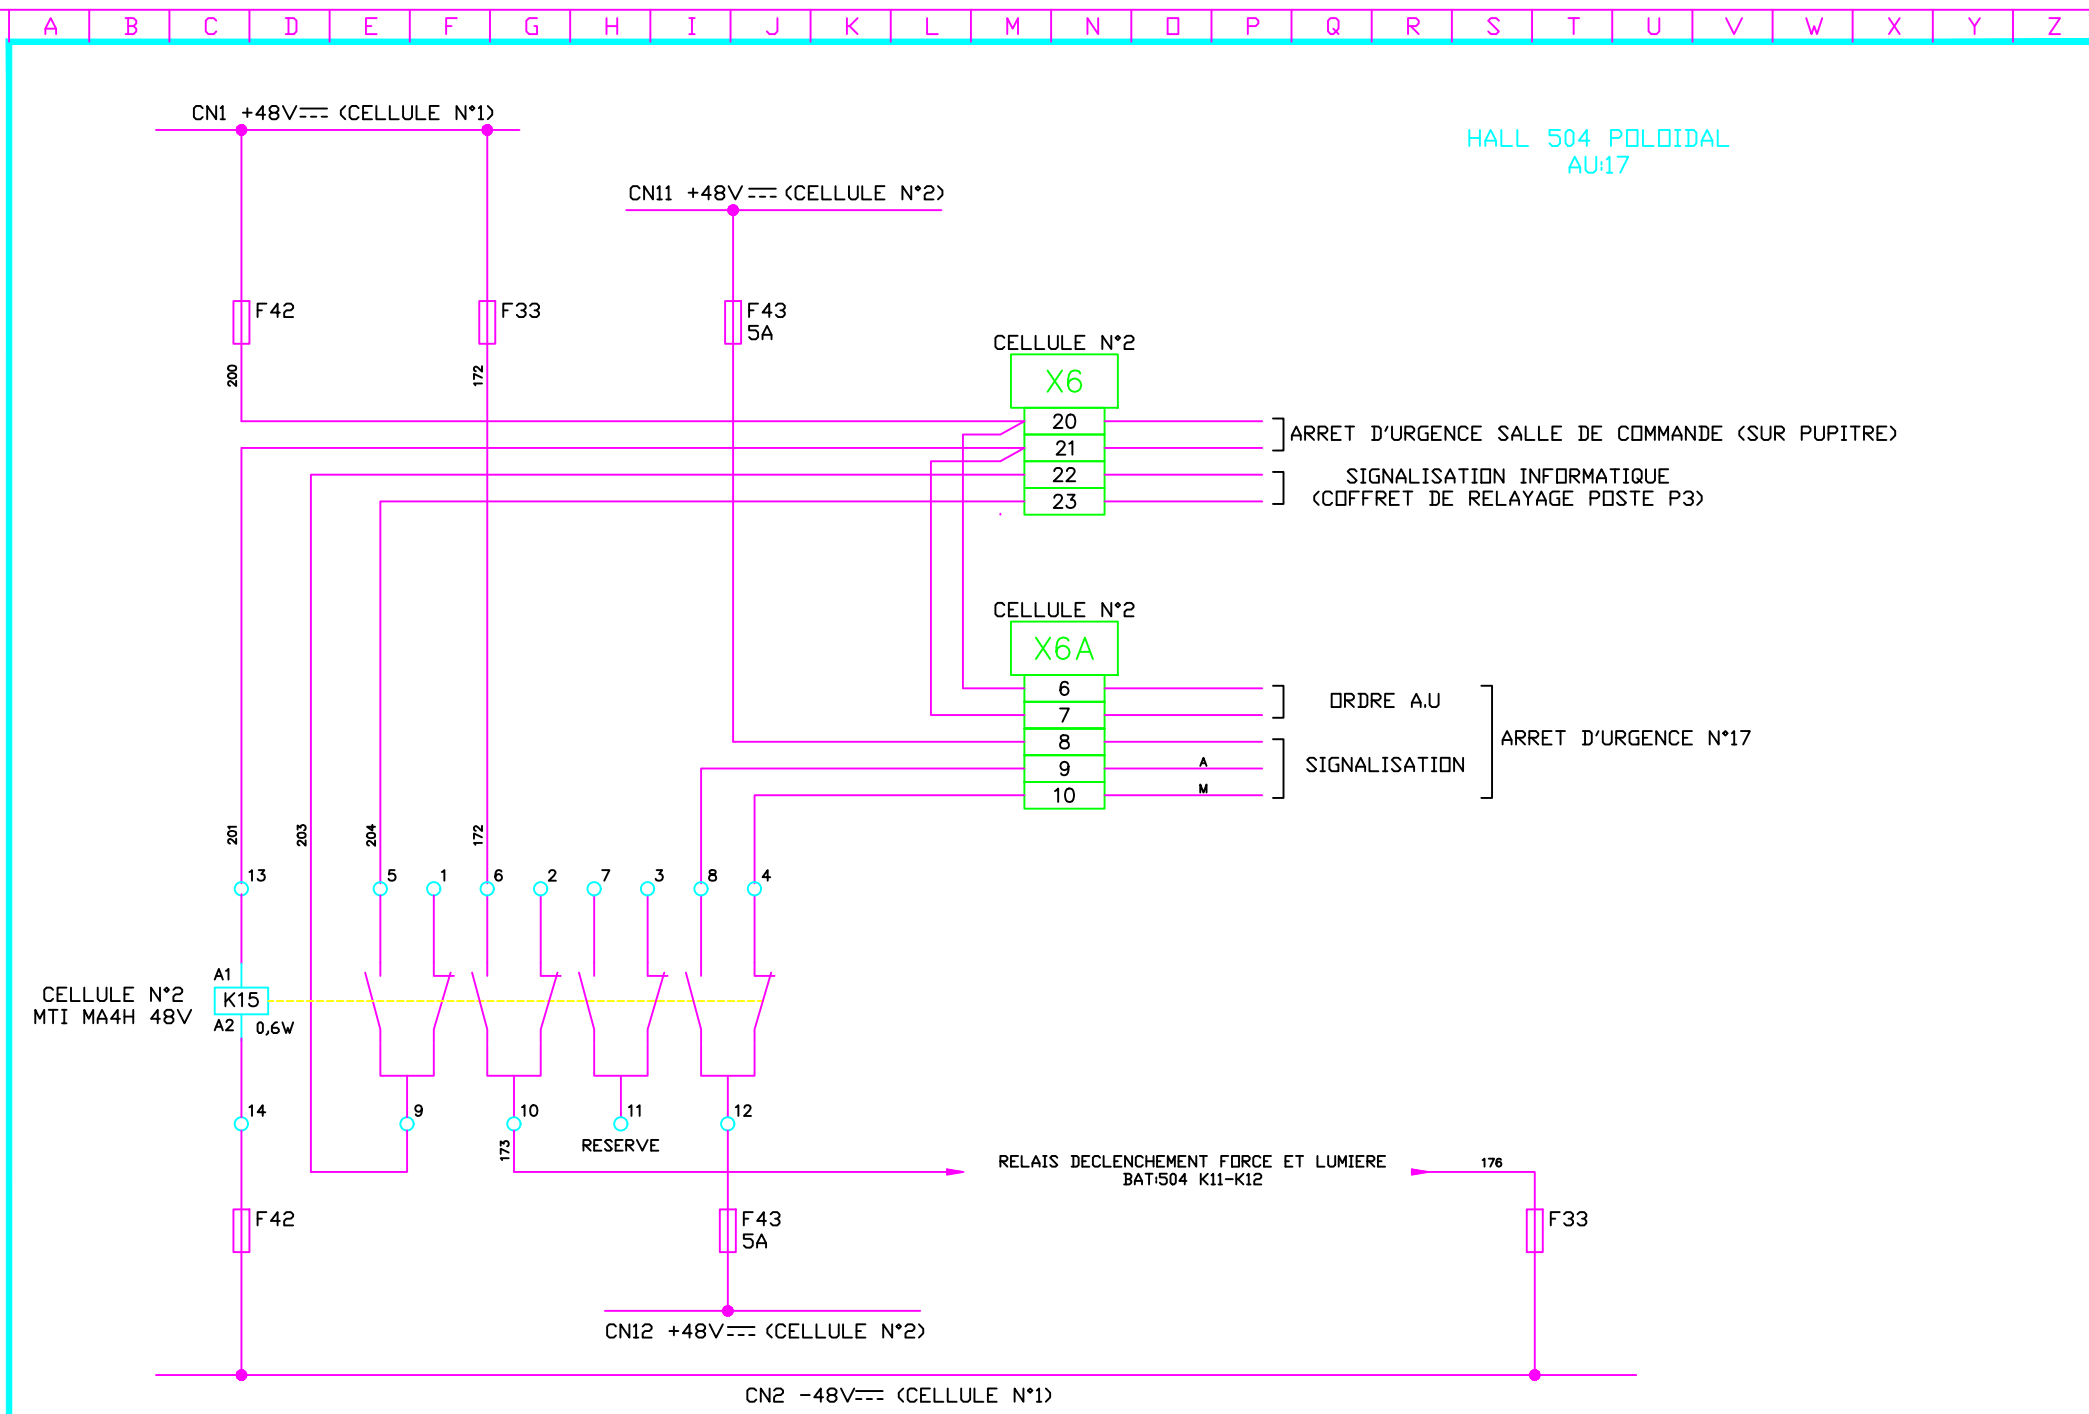 A B C D E F G H I J K L M N O P Q R S T U V W X Y Z
CN1 +48V (CELLULE N°1)
HALL 504 POLOIDAL
AU:17
CN11 +48V (CELLULE N°2)
F42
F33
F43
5A
200
172
CELLULE N°2
X6
20
21
22
23
ARRET D'URGENCE SALLE DE COMMANDE (SUR PUPITRE)
SIGNALISATION INFORMATIQUE
(COFFRET DE RELAYAGE POSTE P3)
CELLULE N°2
X6A
6
7
8
9
10
A
M
ORDRE A.U
SIGNALISATION
ARRET D'URGENCE N°17
201
203
204
172
13
5
1
6
2
7
3
8
4
CELLULE N°2
MTI MA4H 48V
A1
K15
A2
0,6W
14
9
10
11
12
RESERVE
173
RELAIS DECLENCHEMENT FORCE ET LUMIERE
BAT:504 K11-K12
176
F42
F43
5A
F33
CN12 +48V (CELLULE N°2)
CN2 -48V (CELLULE N°1)